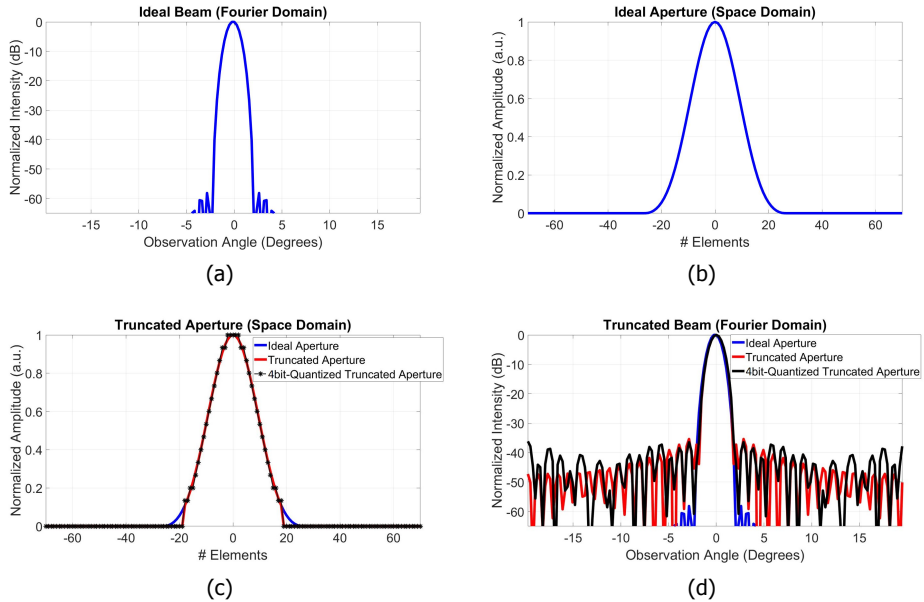 Ideal Beam (Fourier Domain)
0
-10
-20
-30
-40
-50
-60
Normalized Intensity (dB)
-15
-10
-5
0
5
10
15
Observation Angle (Degrees)
(a)
Ideal Aperture (Space Domain)
1
0.8
0.6
0.4
0.2
0
Normalized Amplitude (a.u.)
-60
-40
-20
0
20
40
60
# Elements
(b)
Truncated Aperture (Space Domain)
1
0.8
0.6
0.4
0.2
0
Normalized Amplitude (a.u.)
Ideal Aperture
Truncated Aperture
4bit-Quantized Truncated Aperture
-60
-40
-20
0
20
40
60
# Elements
(c)
Truncated Beam (Fourier Domain)
0
-10
-20
-30
-40
-50
-60
Normalized Intensity (dB)
Ideal Aperture
Truncated Aperture
4bit-Quantized Truncated Aperture
-15
-10
-5
0
5
10
15
Observation Angle (Degrees)
(d)